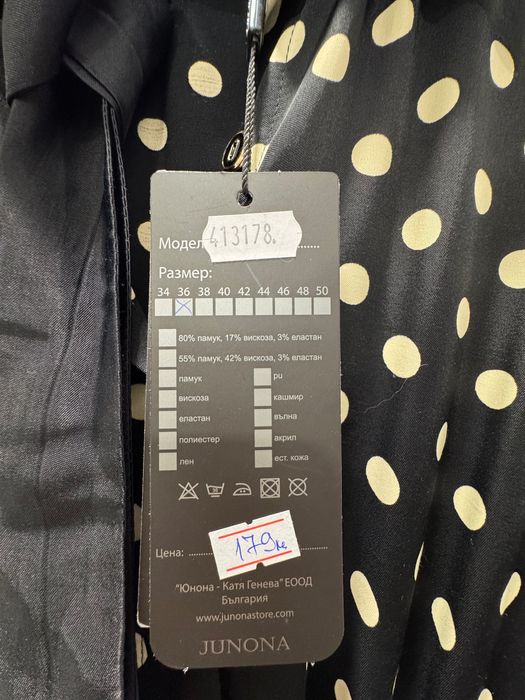 Модел 413178.
Размер:
34 36 38 40 42 44 46 48 50
80% памук, 17% вискоза, 3% еластан
55% памук, 42% вискоза, 3% еластан
памук pu
вискоза кашмир
еластан вълна
полиестер акрил
лен ест. кожа
Цена: .......... 179лв
"Юнона - Катя Генева" ЕООД
България
www.junonastore.com
JUNONA